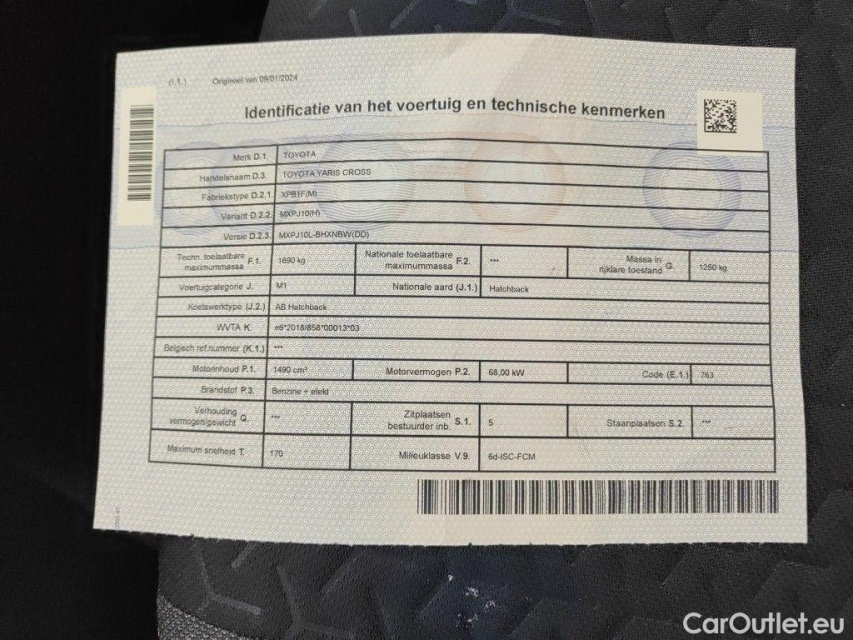 (I.1.) Origineel van 09/01/2024
Identificatie van het voertuig en technische kenmerken
Merk D.1. TOYOTA
Handelsnaam D.3. TOYOTA YARIS CROSS
Fabriekstype D.2.1. XPB1F(M)
Variant D.2.2. MXPJ10(H)
Versie D.2.3. MXPJ10L-BHXNBW(DD)
Techn. toelaatbare maximummassa F.1. 1690 kg Nationale toelaatbare maximummassa F.2. *** Massa in rijklare toestand G. 1250 kg
Voertuigcategorie J. M1 Nationale aard (J.1.) Hatchback
Koetswerktype (J.2.) AB Hatchback
WVTA K. e6*2018/858*00013*03
Belgisch ref.nummer (K.1.) ***
Motorinhoud P.1. 1490 cm³ Motorvermogen P.2. 68,00 kW Code (E.1.) 763
Brandstof P.3. Benzine + elekt
Verhouding vermogen/gewicht Q. *** Zitplaatsen bestuurder inb. S.1. 5 Staanplaatsen S.2. ***
Maximum snelheid T. 170 Milieuklasse V.9. 6d-ISC-FCM
CarOutlet.eu